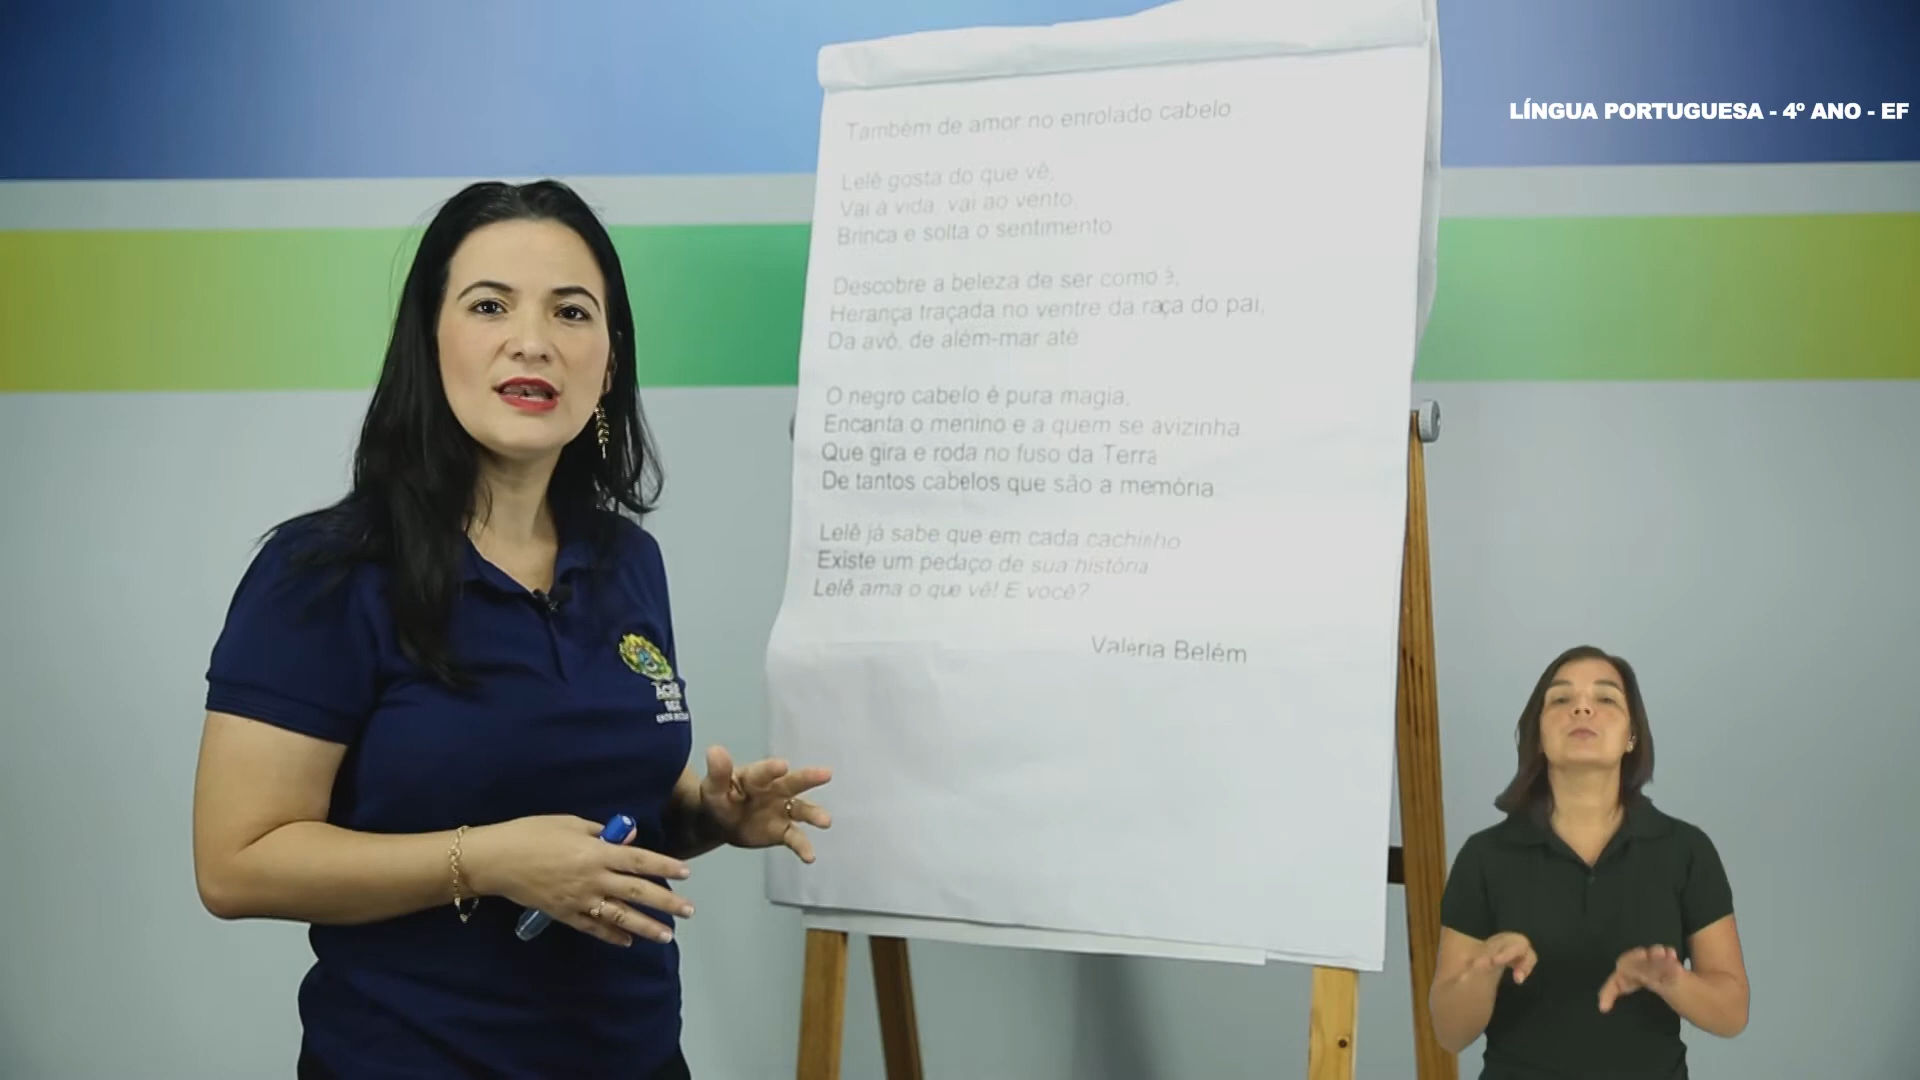 LÍNGUA PORTUGUESA - 4º ANO - EF
Também de amor no enrolado cabelo
Lelê gosta do que vê,
Vai à vida, vai ao vento,
Brinca e solta o sentimento
Descobre a beleza de ser como é,
Herança traçada no ventre da raça do pai,
Da avó, de além-mar até
O negro cabelo é pura magia,
Encanta o menino e a quem se avizinha
Que gira e roda no fuso da Terra
De tantos cabelos que são a memória
Lelê já sabe que em cada cachinho
Existe um pedaço de sua história
Lelê ama o que vê! E você?
Valéria Belém
ACRE